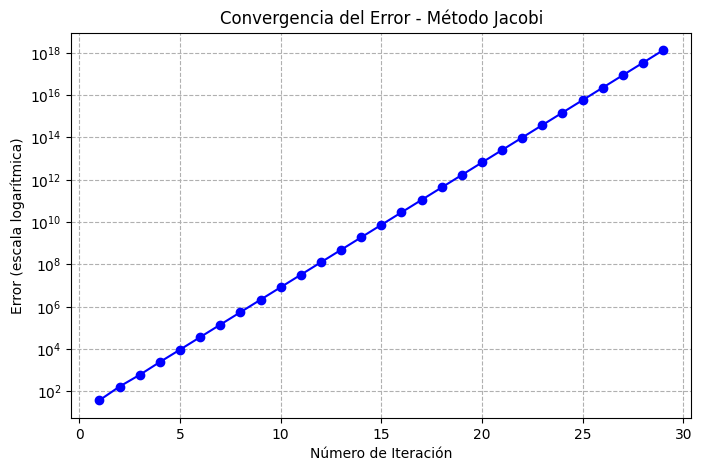 Convergencia del Error - Método Jacobi
Error (escala logarítmica)
10^18
10^16
10^14
10^12
10^10
10^8
10^6
10^4
10^2
0 5 10 15 20 25 30
Número de Iteración